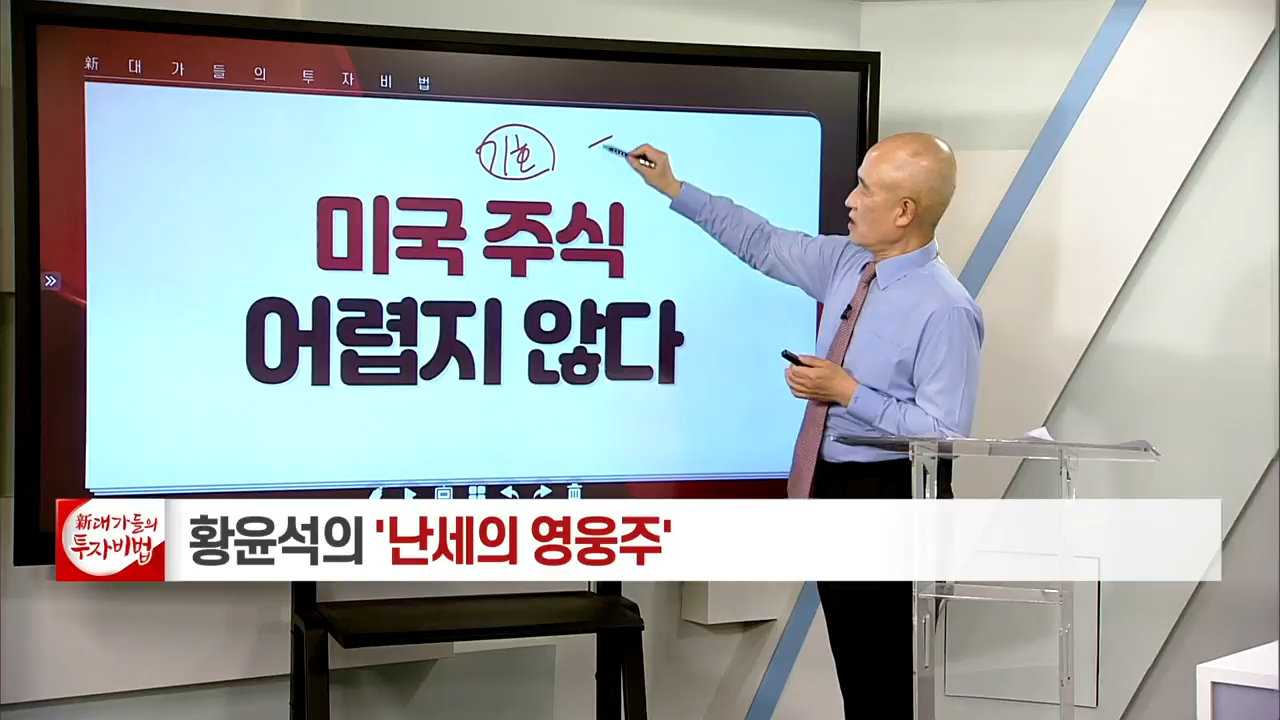 新대가들의 투자비법
기호
미국 주식
어렵지 않다
新대가들의
투자비법
황윤석의 '난세의 영웅주'